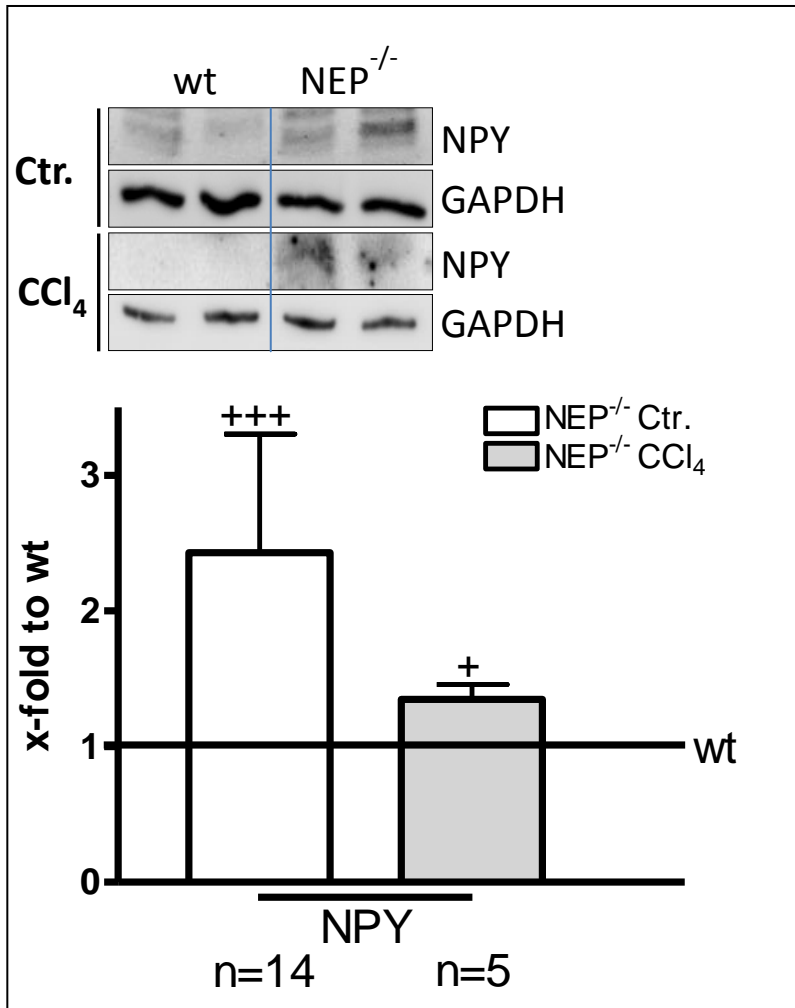 wt NEP⁻/⁻
Ctr.
NPY
GAPDH
CCl₄
NPY
GAPDH
NEP⁻/⁻ Ctr.
NEP⁻/⁻ CCl₄
+++
3
2
+
1
wt
0
x-fold to wt
NPY
n=14 n=5